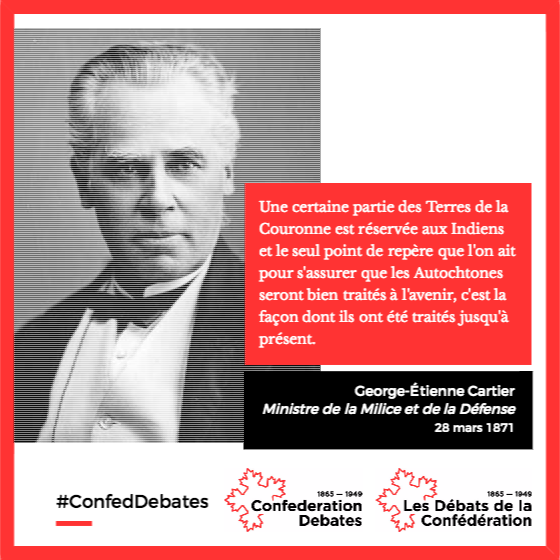 Une certaine partie des Terres de la
Couronne est réservée aux Indiens
et le seul point de repère que l'on ait
pour s'assurer que les Autochtones
seront bien traités à l'avenir, c'est la
façon dont ils ont été traités jusqu'à
présent.
George-Étienne Cartier
Ministre de la Milice et de la Défense
28 mars 1871
#ConfedDebates
1865 — 1949
Confederation
Debates
1865 — 1949
Les Débats de la
Confédération